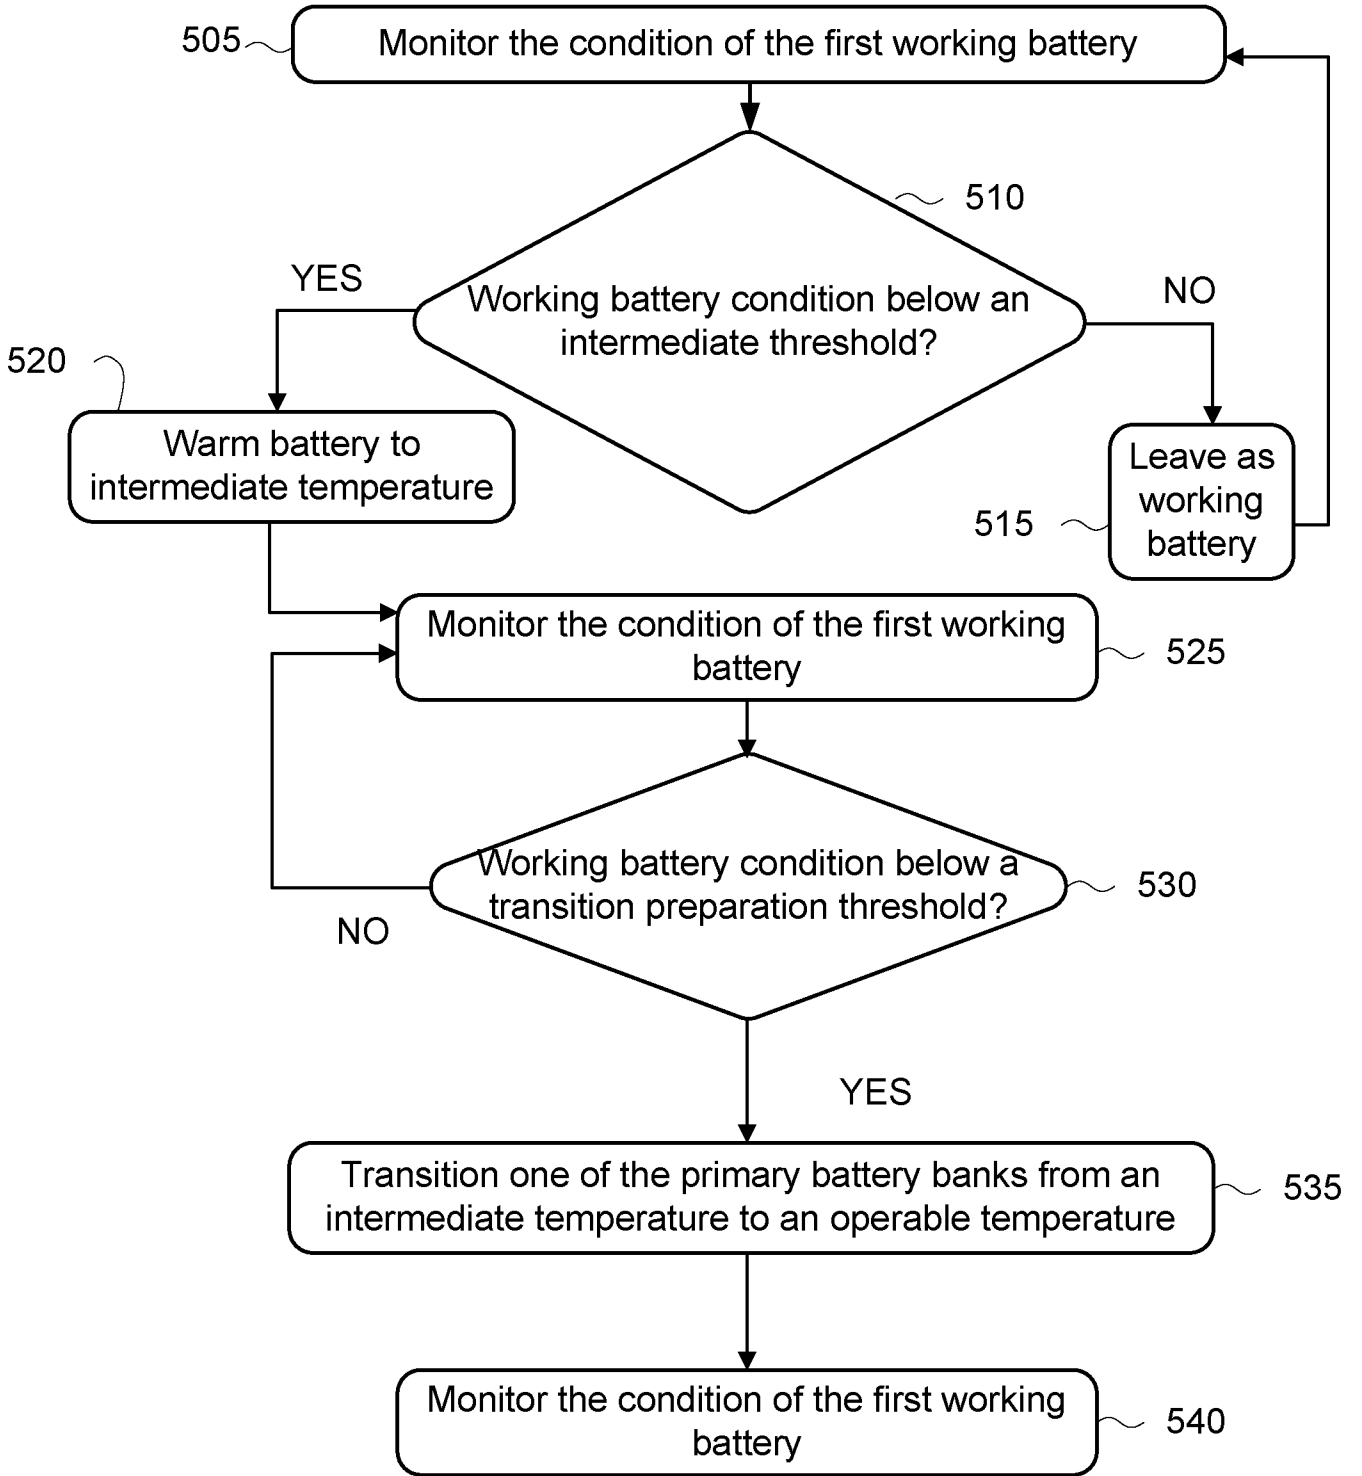 505
Monitor the condition of the first working battery
510
YES
NO
Working battery condition below an
intermediate threshold?
520
Warm battery to
intermediate temperature
Leave as
working
battery
515
Monitor the condition of the first working
battery
525
Working battery condition below a
transition preparation threshold?
530
NO
YES
Transition one of the primary battery banks from an
intermediate temperature to an operable temperature
535
Monitor the condition of the first working
battery
540